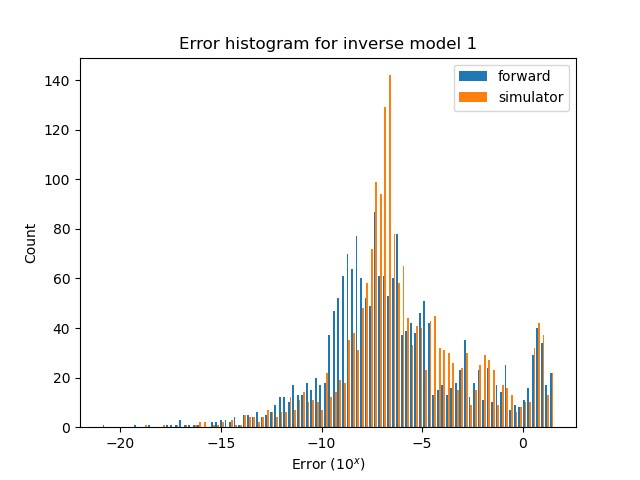 Error histogram for inverse model 1
forward
simulator
140
120
100
80
60
40
20
0
Count
−20 −15 −10 −5 0
Error (10^x)